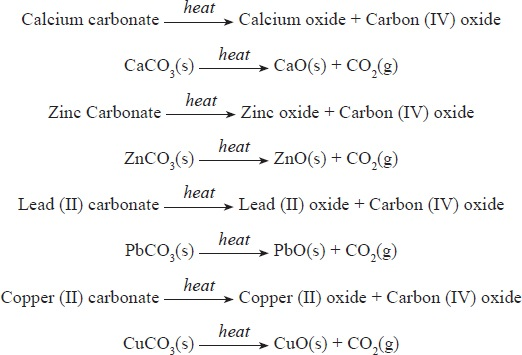 Calcium carbonate heat Calcium oxide + Carbon (IV) oxide
CaCO₃(s) heat CaO(s) + CO₂(g)
Zinc Carbonate heat Zinc oxide + Carbon (IV) oxide
ZnCO₃(s) heat ZnO(s) + CO₂(g)
Lead (II) carbonate heat Lead (II) oxide + Carbon (IV) oxide
PbCO₃(s) heat PbO(s) + CO₂(g)
Copper (II) carbonate heat Copper (II) oxide + Carbon (IV) oxide
CuCO₃(s) heat CuO(s) + CO₂(g)